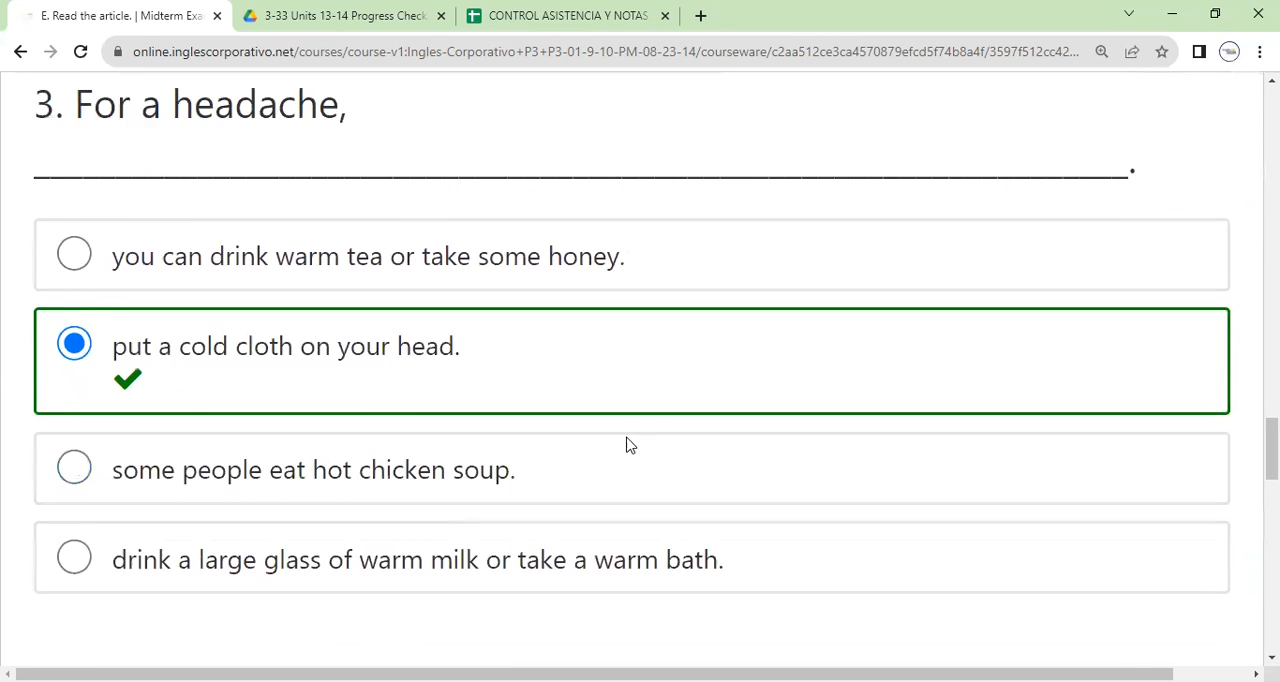 E. Read the article. | Midterm Exa
3-33 Units 13-14 Progress Check
CONTROL ASISTENCIA Y NOTAS
online.inglescorporativo.net/courses/course-v1:Ingles-Corporativo+P3+P3-01-9-10-PM-08-23-14/courseware/c2aa512ce3ca4570879efcd5f74b8a4f/3597f512cc42...
3. For a headache,
______________________________________________________________.
you can drink warm tea or take some honey.
put a cold cloth on your head.
some people eat hot chicken soup.
drink a large glass of warm milk or take a warm bath.